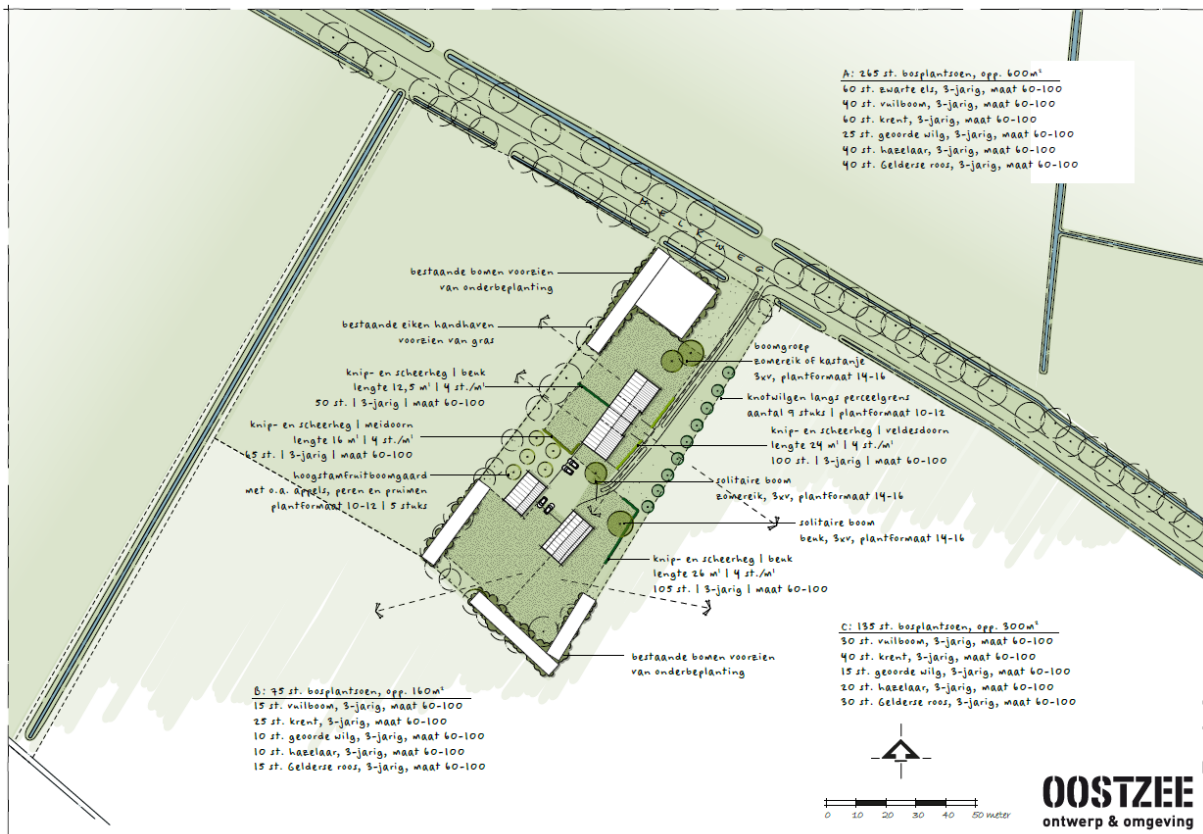 A: 265 st. bosplantsoen, opp. 600m²
60 st. zwarte els, 3-jarig, maat 60-100
40 st. vuilboom, 3-jarig, maat 60-100
60 st. krent, 3-jarig, maat 60-100
25 st. geoorde wilg, 3-jarig, maat 60-100
40 st. hazelaar, 3-jarig, maat 60-100
40 st. Gelderse roos, 3-jarig, maat 60-100
bestaande bomen voorzien
van onderbeplanting
bestaande eiken handhaven
voorzien van gras
knip- en scheerheg | beuk
lengte 12,5 m' | 4 st./m'
50 st. | 3-jarig | maat 60-100
knip- en scheerheg | meidoorn
lengte 16 m' | 4 st./m'
65 st. | 3-jarig | maat 60-100
hoogstamfruitboomgaard
met o.a. appels, peren en pruimen
plantformaat 10-12 | 5 stuks
boomgroep
zomereik of kastanje
3xv, plantformaat 14-16
knotwilgen langs perceelgrens
aantal 9 stuks | plantformaat 10-12
knip- en scheerheg | veldesdoorn
lengte 24 m' | 4 st./m'
100 st. | 3-jarig | maat 60-100
solitaire boom
zomereik, 3xv, plantformaat 14-16
solitaire boom
beuk, 3xv, plantformaat 14-16
knip- en scheerheg | beuk
lengte 26 m' | 4 st./m'
105 st. | 3-jarig | maat 60-100
bestaande bomen voorzien
van onderbeplanting
B: 75 st. bosplantsoen, opp. 160m²
15 st. vuilboom, 3-jarig, maat 60-100
25 st. krent, 3-jarig, maat 60-100
10 st. geoorde wilg, 3-jarig, maat 60-100
10 st. hazelaar, 3-jarig, maat 60-100
15 st. Gelderse roos, 3-jarig, maat 60-100
C: 135 st. bosplantsoen, opp. 300m²
30 st. vuilboom, 3-jarig, maat 60-100
40 st. krent, 3-jarig, maat 60-100
15 st. geoorde wilg, 3-jarig, maat 60-100
20 st. hazelaar, 3-jarig, maat 60-100
30 st. Gelderse roos, 3-jarig, maat 60-100
0 10 20 30 40 50 meter
OOSTZEE
ontwerp & omgeving